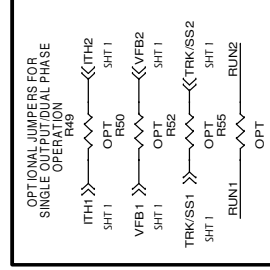 OPTIONAL JUMPERS FOR
SINGLE OUTPUT/DUAL PHASE
OPERATION
R49
ITH1 ITH2
SHT 1 OPT SHT 1
R50
VFB1 VFB2
SHT 1 OPT SHT 1
R52
TRK/SS1 TRK/SS2
SHT 1 OPT SHT 1
R55
RUN1 RUN2
OPT